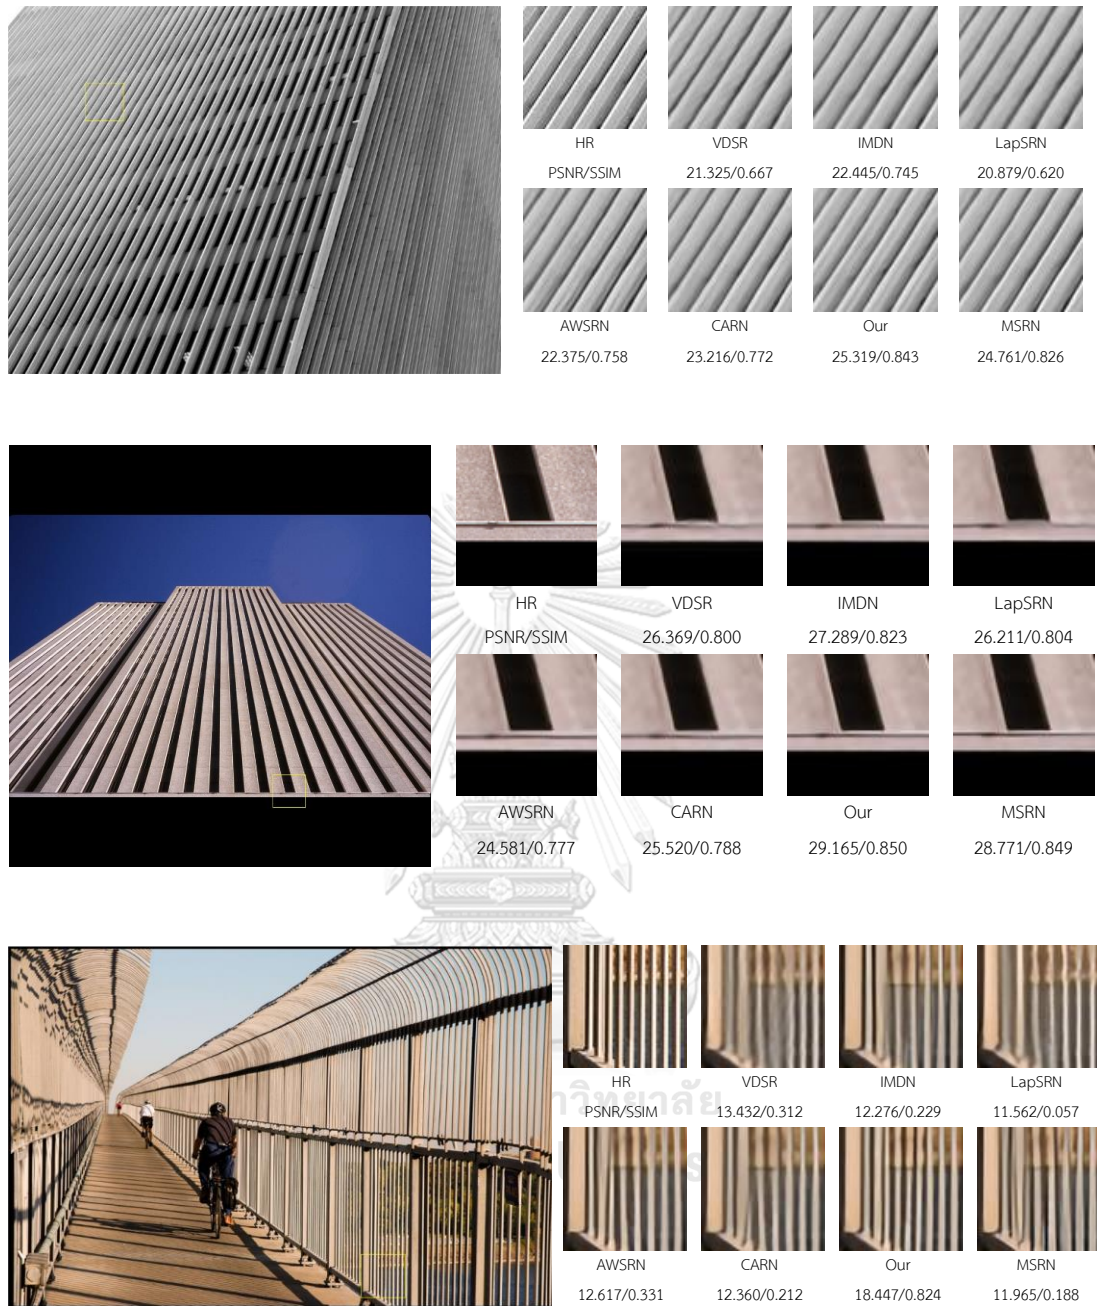 HR VDSR IMDN LapSRN
PSNR/SSIM 21.325/0.667 22.445/0.745 20.879/0.620
AWSRN CARN Our MSRN
22.375/0.758 23.216/0.772 25.319/0.843 24.761/0.826
HR VDSR IMDN LapSRN
PSNR/SSIM 26.369/0.800 27.289/0.823 26.211/0.804
AWSRN CARN Our MSRN
24.581/0.777 25.520/0.788 29.165/0.850 28.771/0.849
HR VDSR IMDN LapSRN
PSNR/SSIM 13.432/0.312 12.276/0.229 11.562/0.057
AWSRN CARN Our MSRN
12.617/0.331 12.360/0.212 18.447/0.824 11.965/0.188